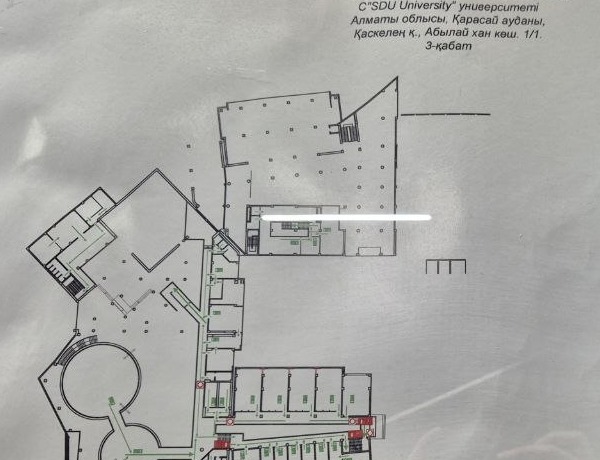 С"SDU University" университеті
Алматы облысы, Қарасай ауданы,
Қаскелең қ., Абылай хан көш. 1/1.
3-қабат